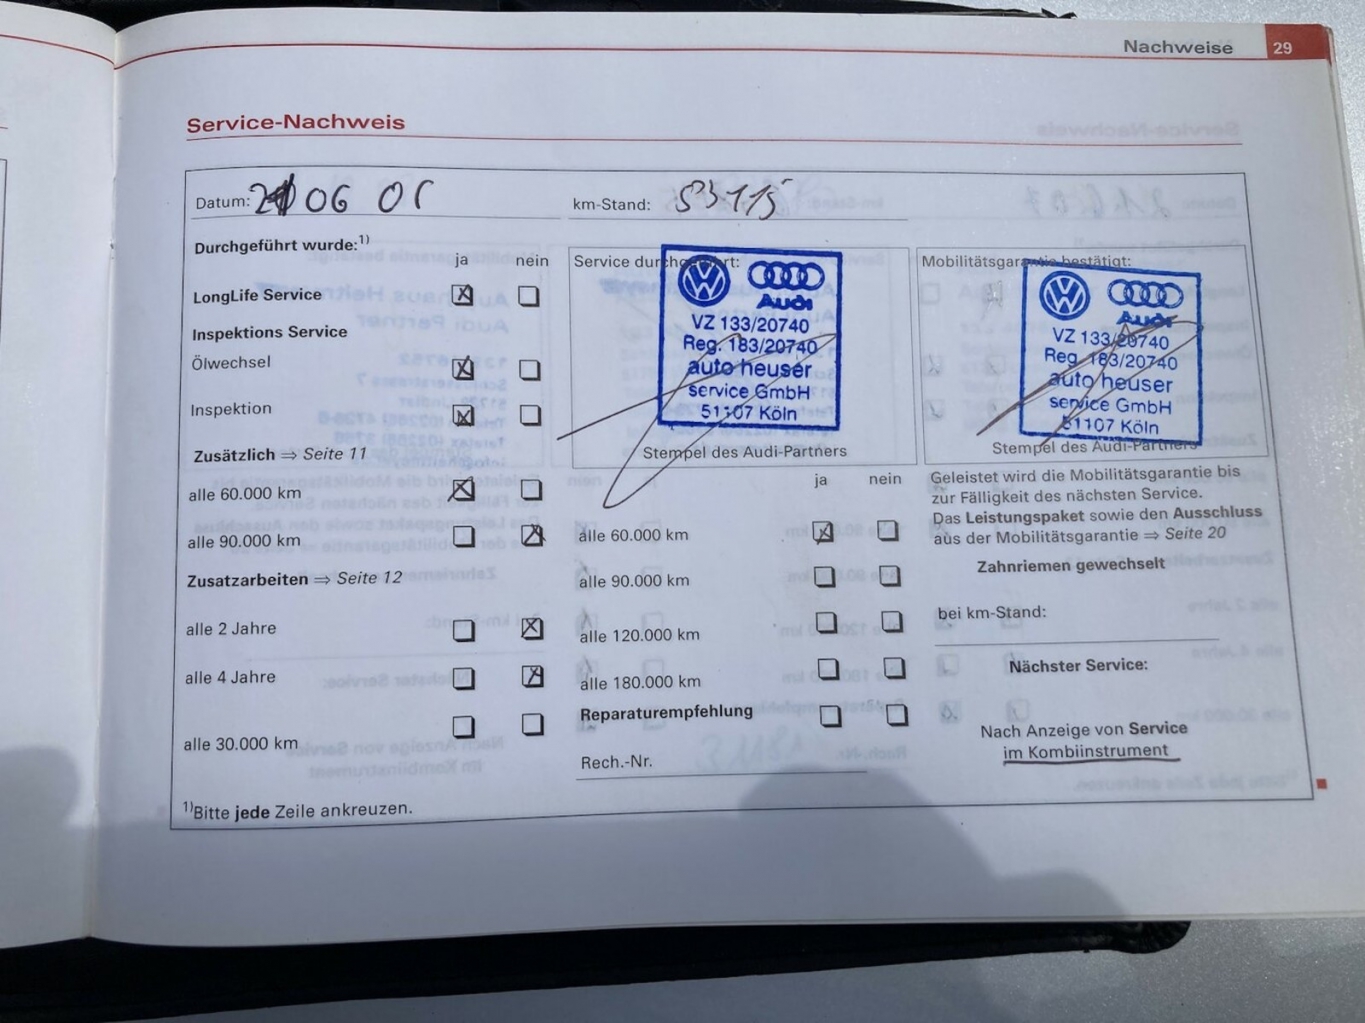 Nachweise 29
Service-Nachweis
Datum: 06 km-Stand: 53115
Durchgeführt wurde:1)
ja nein
LongLife Service
Inspektions Service
Ölwechsel
Inspektion
Zusätzlich ⇒ Seite 11
alle 60.000 km
alle 90.000 km
Zusatzarbeiten ⇒ Seite 12
alle 2 Jahre
alle 4 Jahre
alle 30.000 km
1)Bitte jede Zeile ankreuzen.
Service durchgeführt:
Audi
VZ 133/20740
Reg. 183/20740
auto heuser
service GmbH
51107 Köln
Stempel des Audi-Partners
ja nein
alle 60.000 km
alle 90.000 km
alle 120.000 km
alle 180.000 km
Reparaturempfehlung
Rech.-Nr.
Mobilitätsgarantie bestätigt:
Audi
VZ 133/20740
Reg. 183/20740
auto heuser
service GmbH
51107 Köln
Stempel des Audi-Partners
Geleistet wird die Mobilitätsgarantie bis
zur Fälligkeit des nächsten Service.
Das Leistungspaket sowie den Ausschluss
aus der Mobilitätsgarantie ⇒ Seite 20
Zahnriemen gewechselt
bei km-Stand:
Nächster Service:
Nach Anzeige von Service
im Kombiinstrument